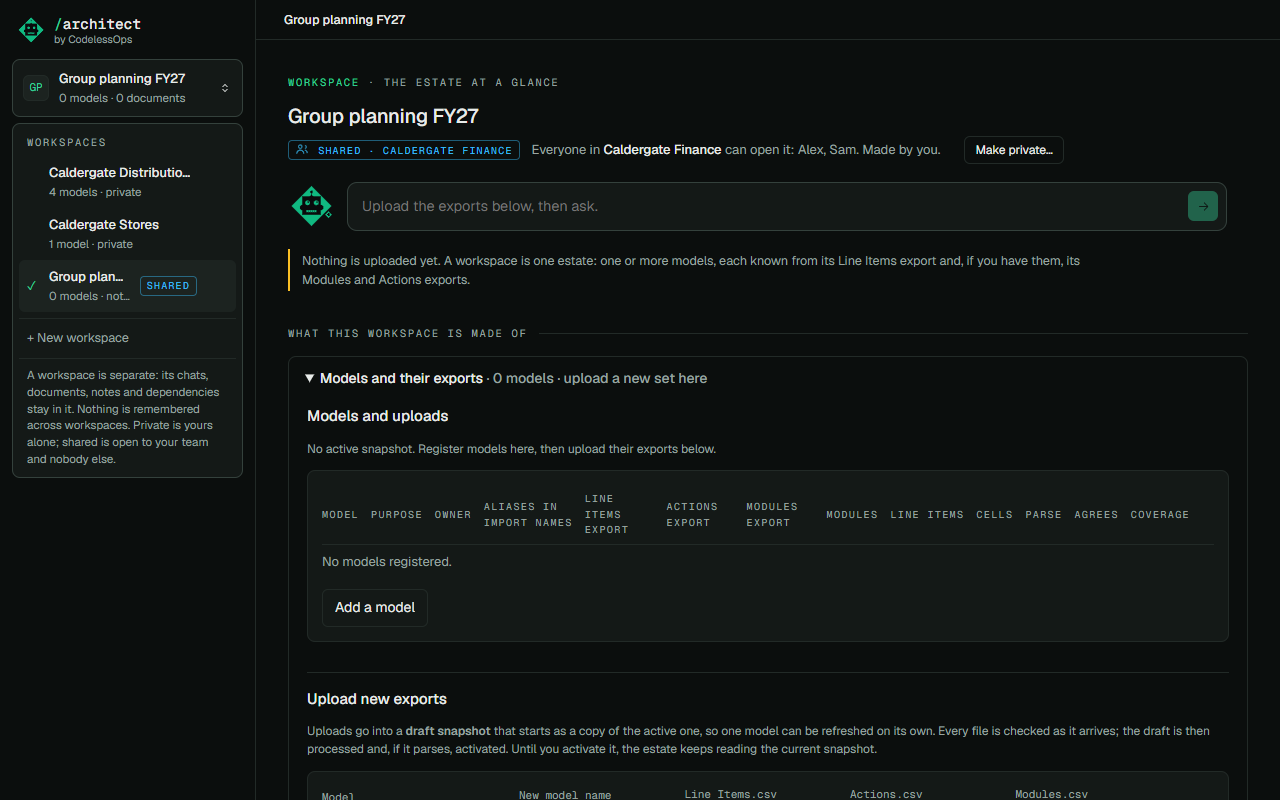 /architect
by CodelessOps
GP
Group planning FY27
0 models · 0 documents
WORKSPACES
Caldergate Distributio…
4 models · private
Caldergate Stores
1 model · private
✓
Group plan…
0 models · not…
SHARED
+ New workspace
A workspace is separate: its chats,
documents, notes and dependencies
stay in it. Nothing is remembered
across workspaces. Private is yours
alone; shared is open to your team
and nobody else.
Group planning FY27
WORKSPACE · THE ESTATE AT A GLANCE
Group planning FY27
SHARED · CALDERGATE FINANCE
Everyone in Caldergate Finance can open it: Alex, Sam. Made by you.
Make private…
Upload the exports below, then ask.
→
Nothing is uploaded yet. A workspace is one estate: one or more models, each known from its Line Items export and, if you have them, its
Modules and Actions exports.
WHAT THIS WORKSPACE IS MADE OF
▼ Models and their exports · 0 models · upload a new set here
Models and uploads
No active snapshot. Register models here, then upload their exports below.
MODEL
PURPOSE
OWNER
ALIASES IN
IMPORT NAMES
LINE
ITEMS
EXPORT
ACTIONS
EXPORT
MODULES
EXPORT
MODULES
LINE ITEMS
CELLS
PARSE
AGREES
COVERAGE
No models registered.
Add a model
Upload new exports
Uploads go into a draft snapshot that starts as a copy of the active one, so one model can be refreshed on its own. Every file is checked as it arrives; the draft is then
processed and, if it parses, activated. Until you activate it, the estate keeps reading the current snapshot.
Model
New model name
Line Items.csv
Actions.csv
Modules.csv